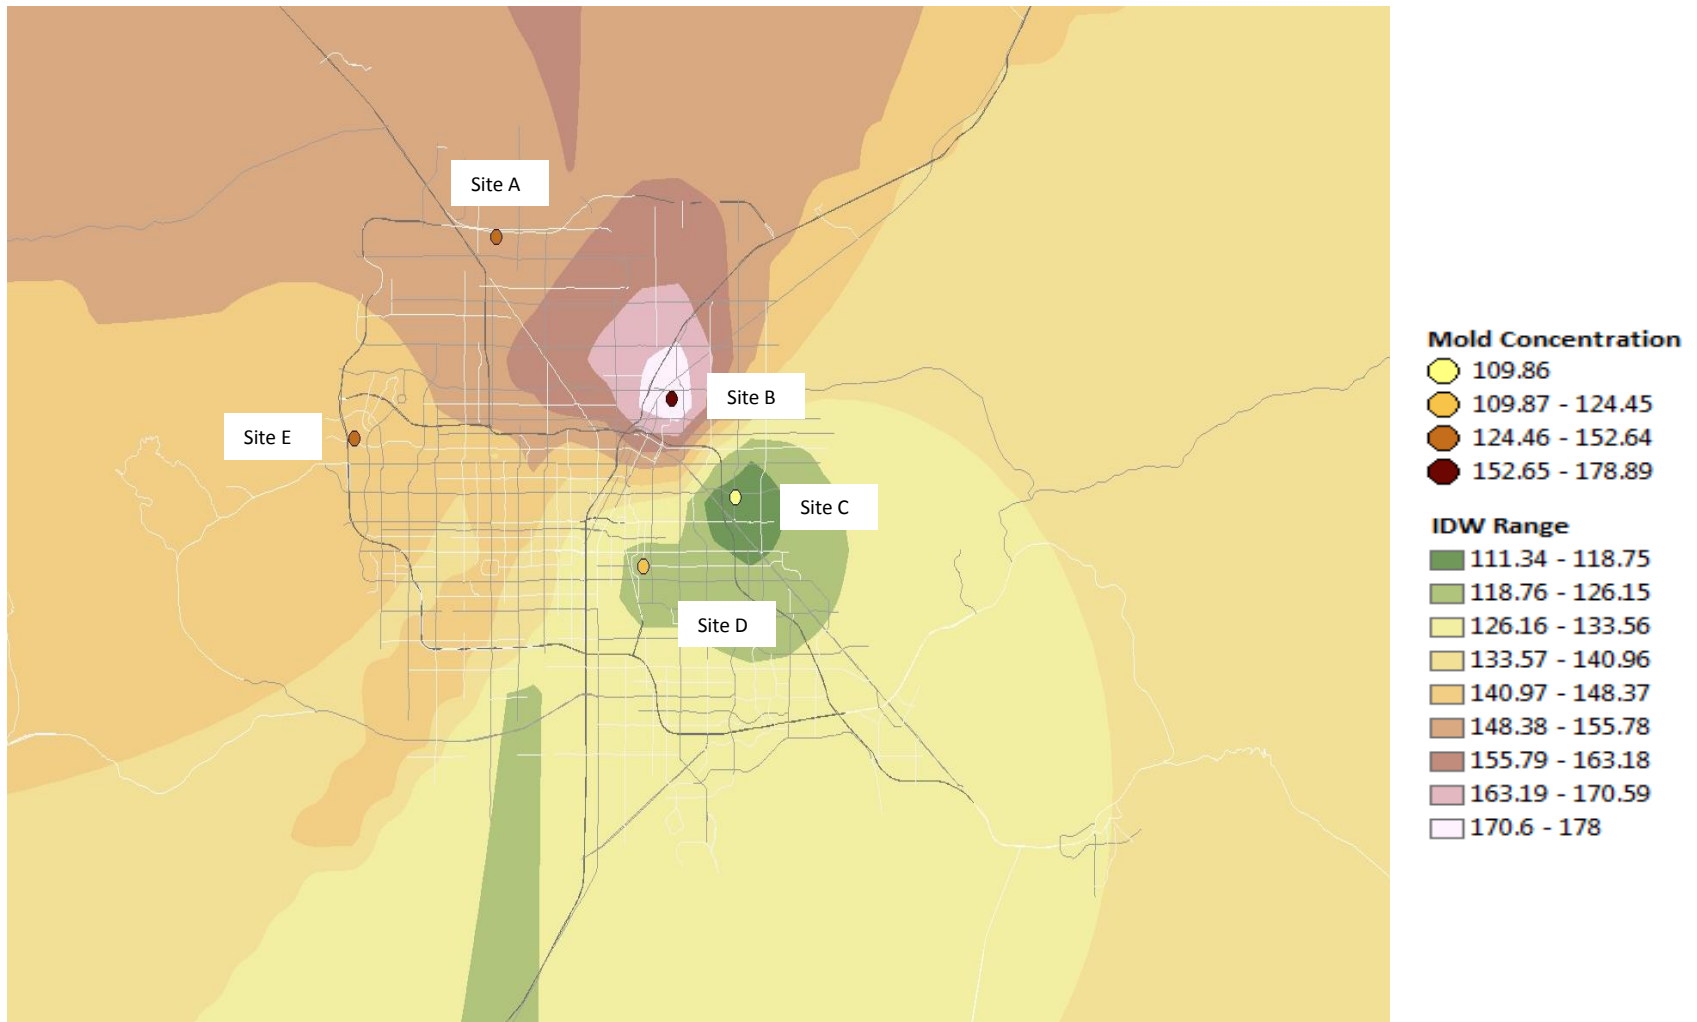 Site A
Site B
Site E
Site C
Site D
Mold Concentration
109.86
109.87 - 124.45
124.46 - 152.64
152.65 - 178.89
IDW Range
111.34 - 118.75
118.76 - 126.15
126.16 - 133.56
133.57 - 140.96
140.97 - 148.37
148.38 - 155.78
155.79 - 163.18
163.19 - 170.59
170.6 - 178